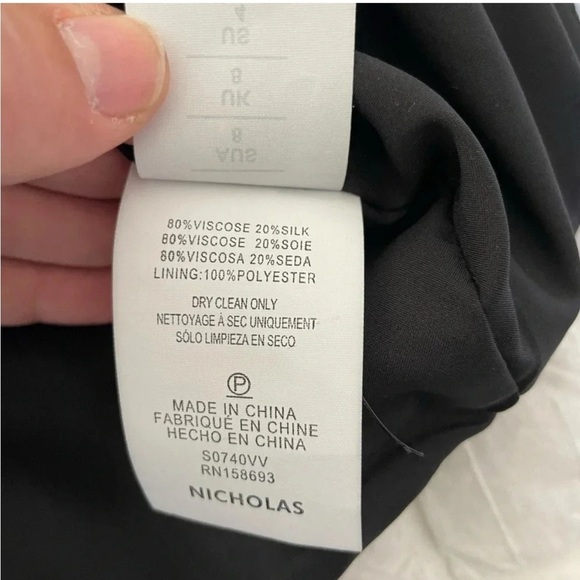 4
US
8
UK
8
AUS
80%VISCOSE 20%SILK
80%VISCOSE 20%SOIE
80%VISCOSA 20%SEDA
LINING:100%POLYESTER
DRY CLEAN ONLY
NETTOYAGE À SEC UNIQUEMENT
SÓLO LIMPIEZA EN SECO
P
MADE IN CHINA
FABRIQUÉ EN CHINE
HECHO EN CHINA
S0740VV
RN158693
NICHOLAS